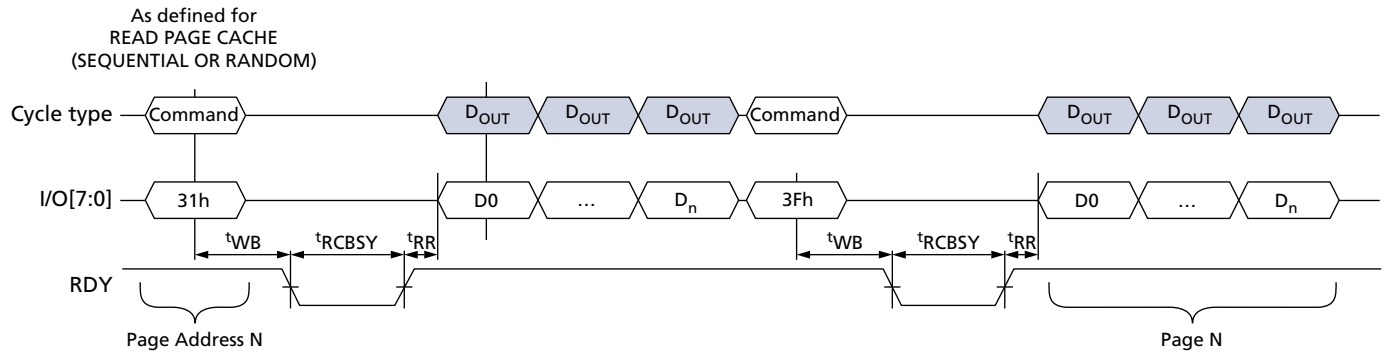 As defined for
READ PAGE CACHE
(SEQUENTIAL OR RANDOM)
Cycle type Command DOUT DOUT DOUT Command DOUT DOUT DOUT
I/O[7:0] 31h D0 … Dn 3Fh D0 … Dn
tWB tRCBSY tRR tWB tRCBSY tRR
RDY
Page Address N Page N